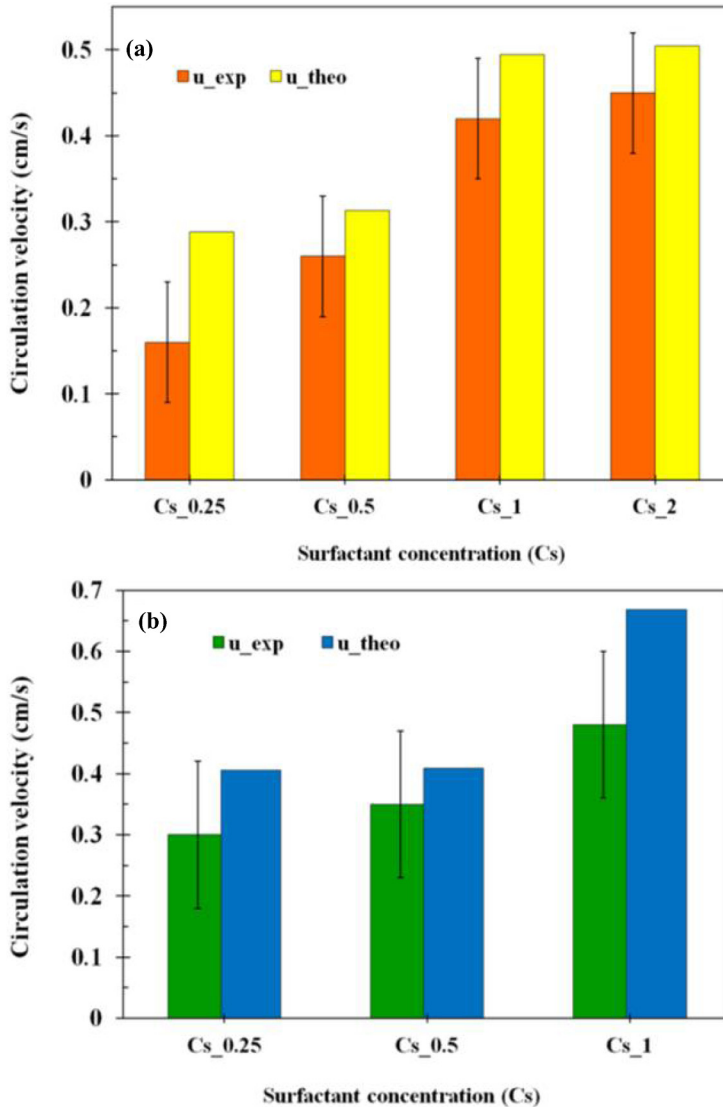 (a)
u_exp u_theo
Circulation velocity (cm/s)
0.5
0.4
0.3
0.2
0.1
0
Cs_0.25 Cs_0.5 Cs_1 Cs_2
Surfactant concentration (Cs)
(b)
u_exp u_theo
Circulation velocity (cm/s)
0.7
0.6
0.5
0.4
0.3
0.2
0.1
0
Cs_0.25 Cs_0.5 Cs_1
Surfactant concentration (Cs)